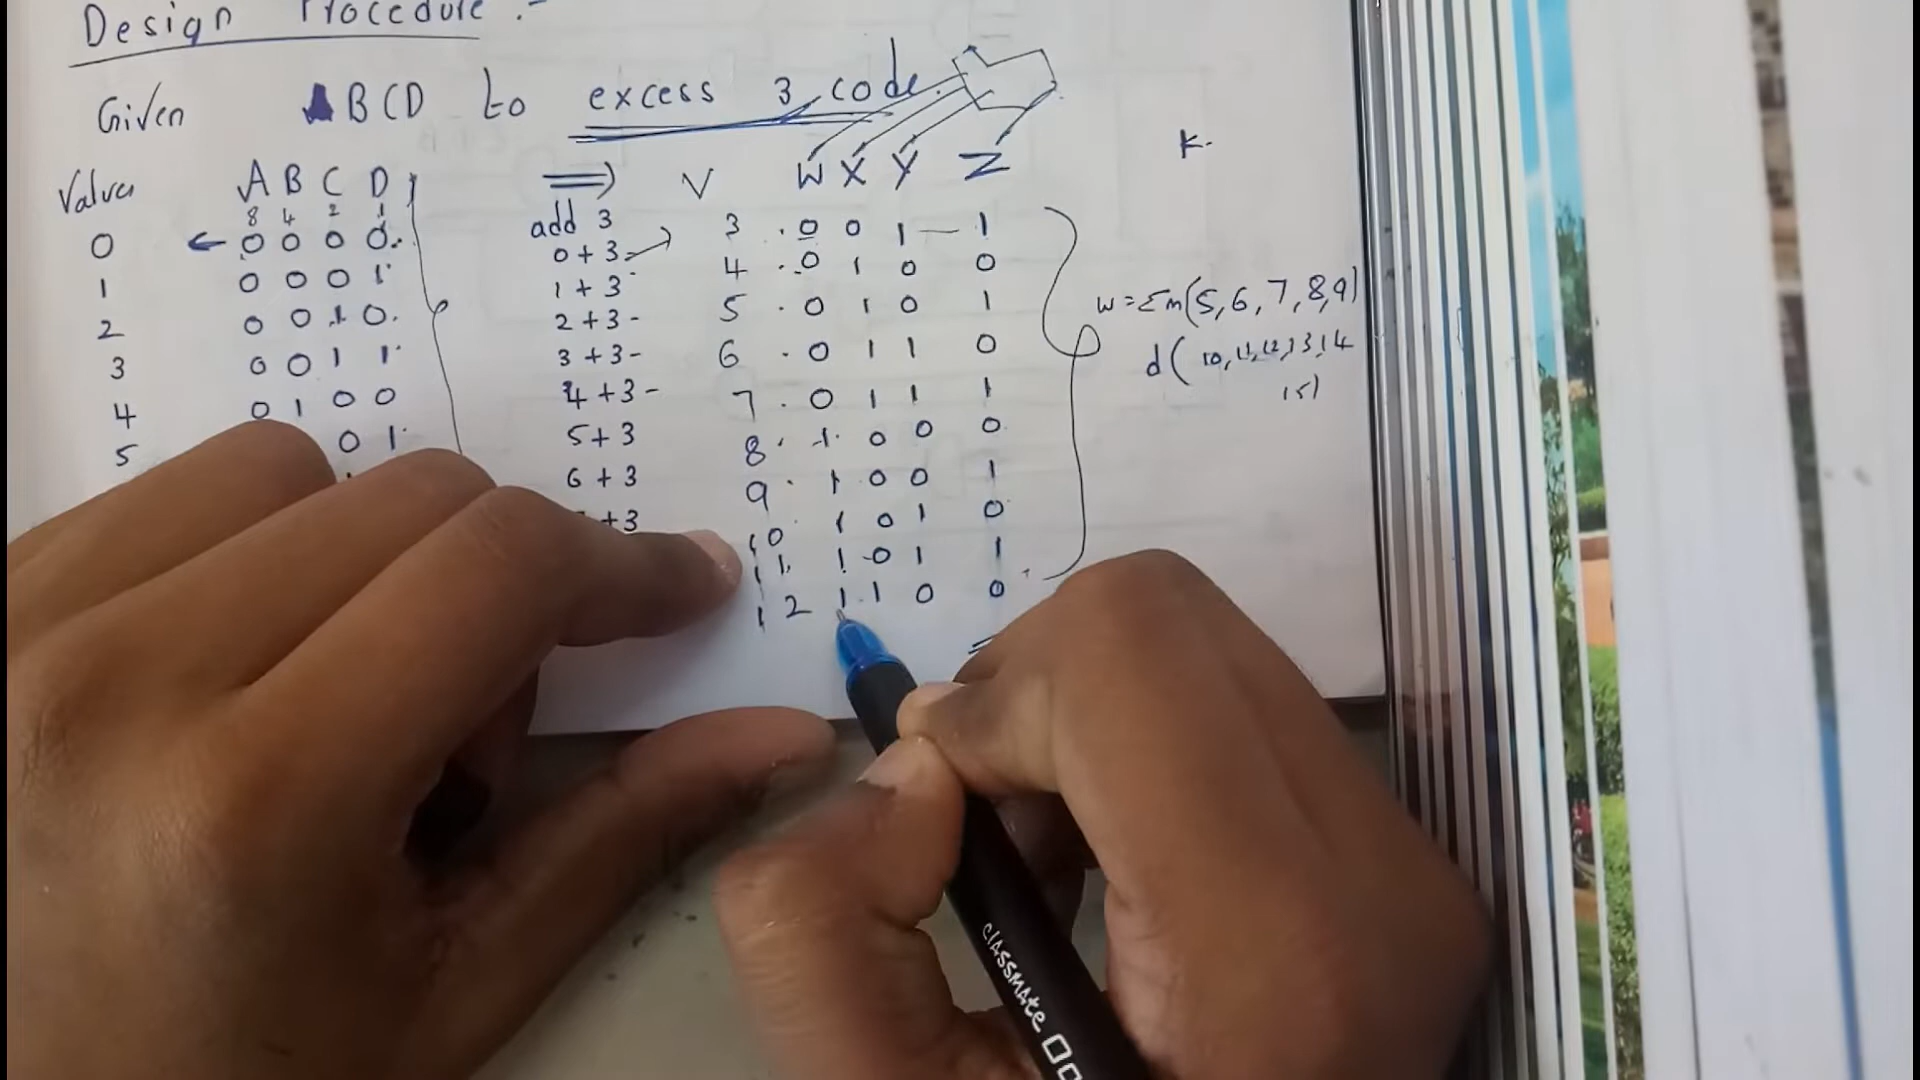 Design Procedure :-
Given BCD to excess 3 code.
Values A B C D => V W X Y Z K.
8 4 2 1 add 3
0 0 0 0 0 0+3 3 0 0 1 1
1 0 0 0 1 1+3 4 0 1 0 0
2 0 0 1 0 2+3 5 0 1 0 1
3 0 0 1 1 3+3 6 0 1 1 0
4 0 1 0 0 4+3 7 0 1 1 1
5 0 1 5+3 8 1 0 0 0
6+3 9 1 0 0 1
+3 10 1 0 1 0
11 1 0 1 1
12 1 1 0 0
w = Σm(5,6,7,8,9)
d(10,11,12,13,14
15)
classmate